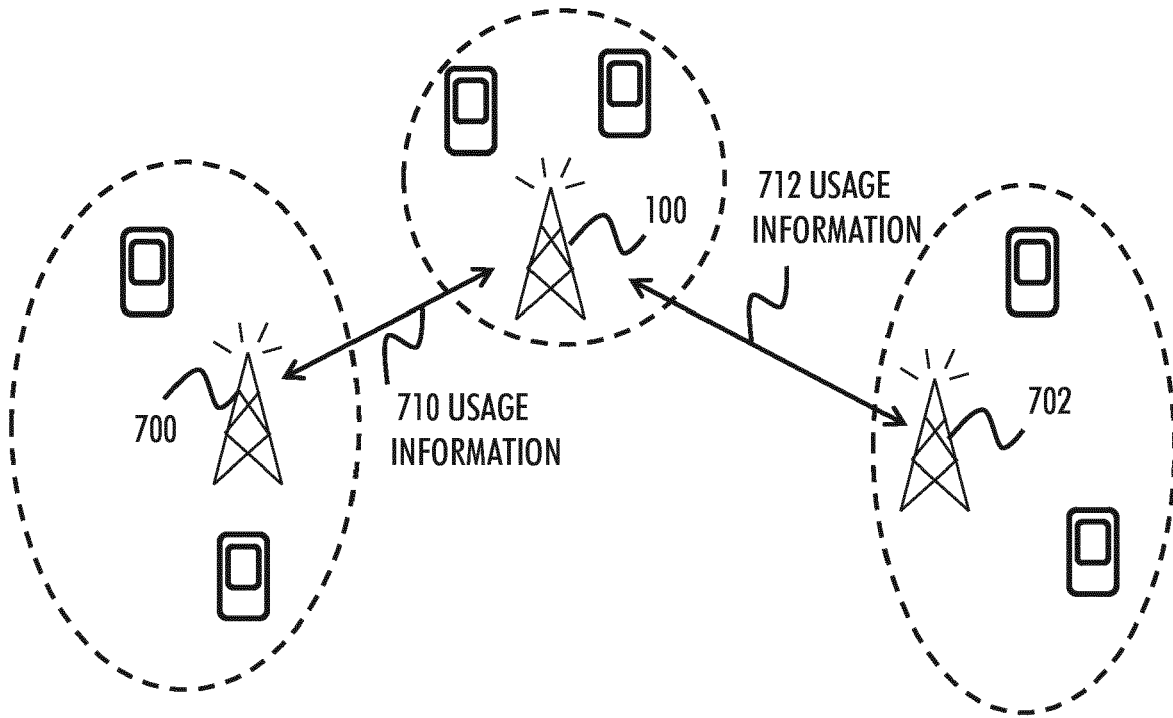 100
712 USAGE
INFORMATION
700
710 USAGE
INFORMATION
702